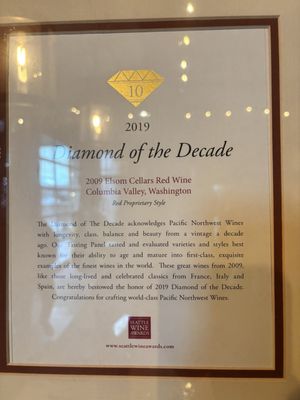 10
2019
Diamond of the Decade
2009 Elsom Cellars Red Wine
Columbia Valley, Washington
Red Proprietary Style
The Diamond of The Decade acknowledges Pacific Northwest Wines
with longevity, class, balance and beauty from a vintage a decade
ago. Our Tasting Panel tasted and evaluated varieties and styles best
known for their ability to age and mature into first-class, exquisite
examples of the finest wines in the world. These great wines from 2009,
like those long-lived and celebrated classics from France, Italy and
Spain, are hereby bestowed the honor of 2019 Diamond of the Decade.
Congratulations for crafting world-class Pacific Northwest Wines.
SEATTLE
WINE
AWARDS
www.seattlewineawards.com